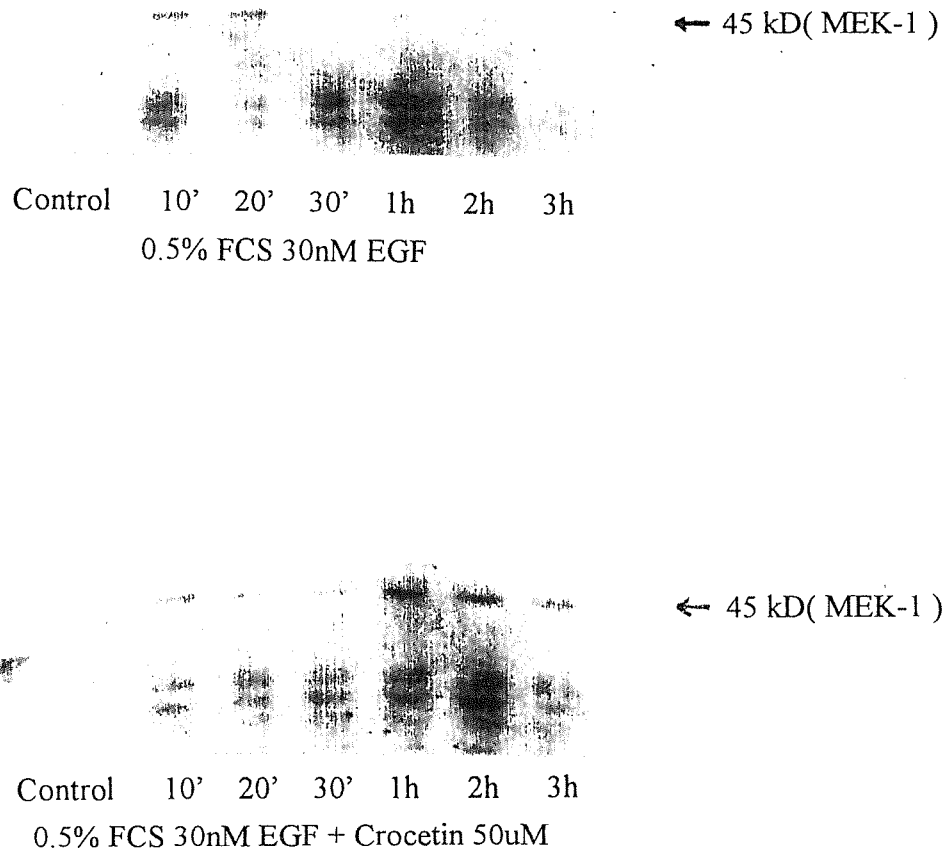 ← 45 kD( MEK-1 )
Control 10’ 20’ 30’ 1h 2h 3h
0.5% FCS 30nM EGF
← 45 kD( MEK-1 )
Control 10’ 20’ 30’ 1h 2h 3h
0.5% FCS 30nM EGF + Crocetin 50uM